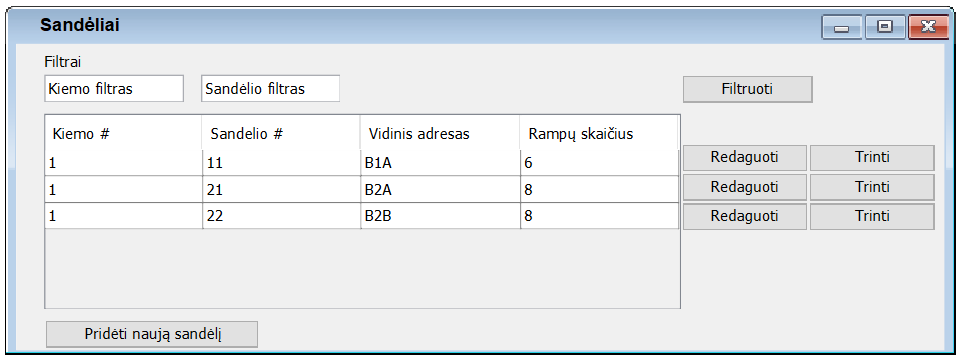 Sandėliai
Filtrai
Kiemo filtras Sandėlio filtras Filtruoti
Kiemo # Sandelio # Vidinis adresas Rampų skaičius
1 11 B1A 6 Redaguoti Trinti
1 21 B2A 8 Redaguoti Trinti
1 22 B2B 8 Redaguoti Trinti
Pridėti naują sandėlį